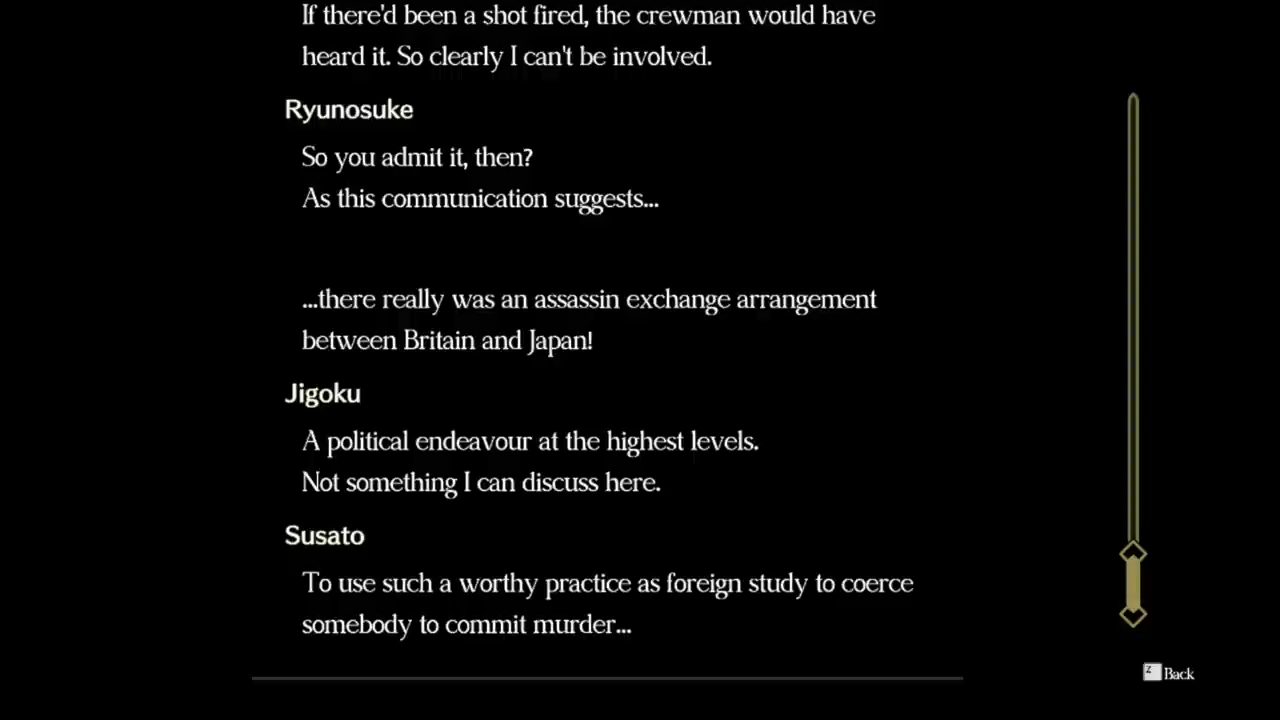 If there'd been a shot fired, the crewman would have
heard it. So clearly I can't be involved.
Ryunosuke
So you admit it, then?
As this communication suggests...
...there really was an assassin exchange arrangement
between Britain and Japan!
Jigoku
A political endeavour at the highest levels.
Not something I can discuss here.
Susato
To use such a worthy practice as foreign study to coerce
somebody to commit murder...
Z Back